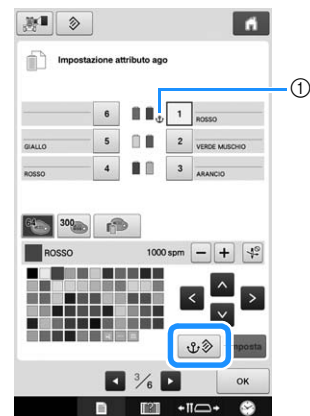 Impostazione attributo ago
1
6 1 ROSSO
GIALLO 5 2 VERDE MUSCHIO
ROSSO 4 3 ARANCIO
64 300
ROSSO 1000 spm - +
3/6 OK